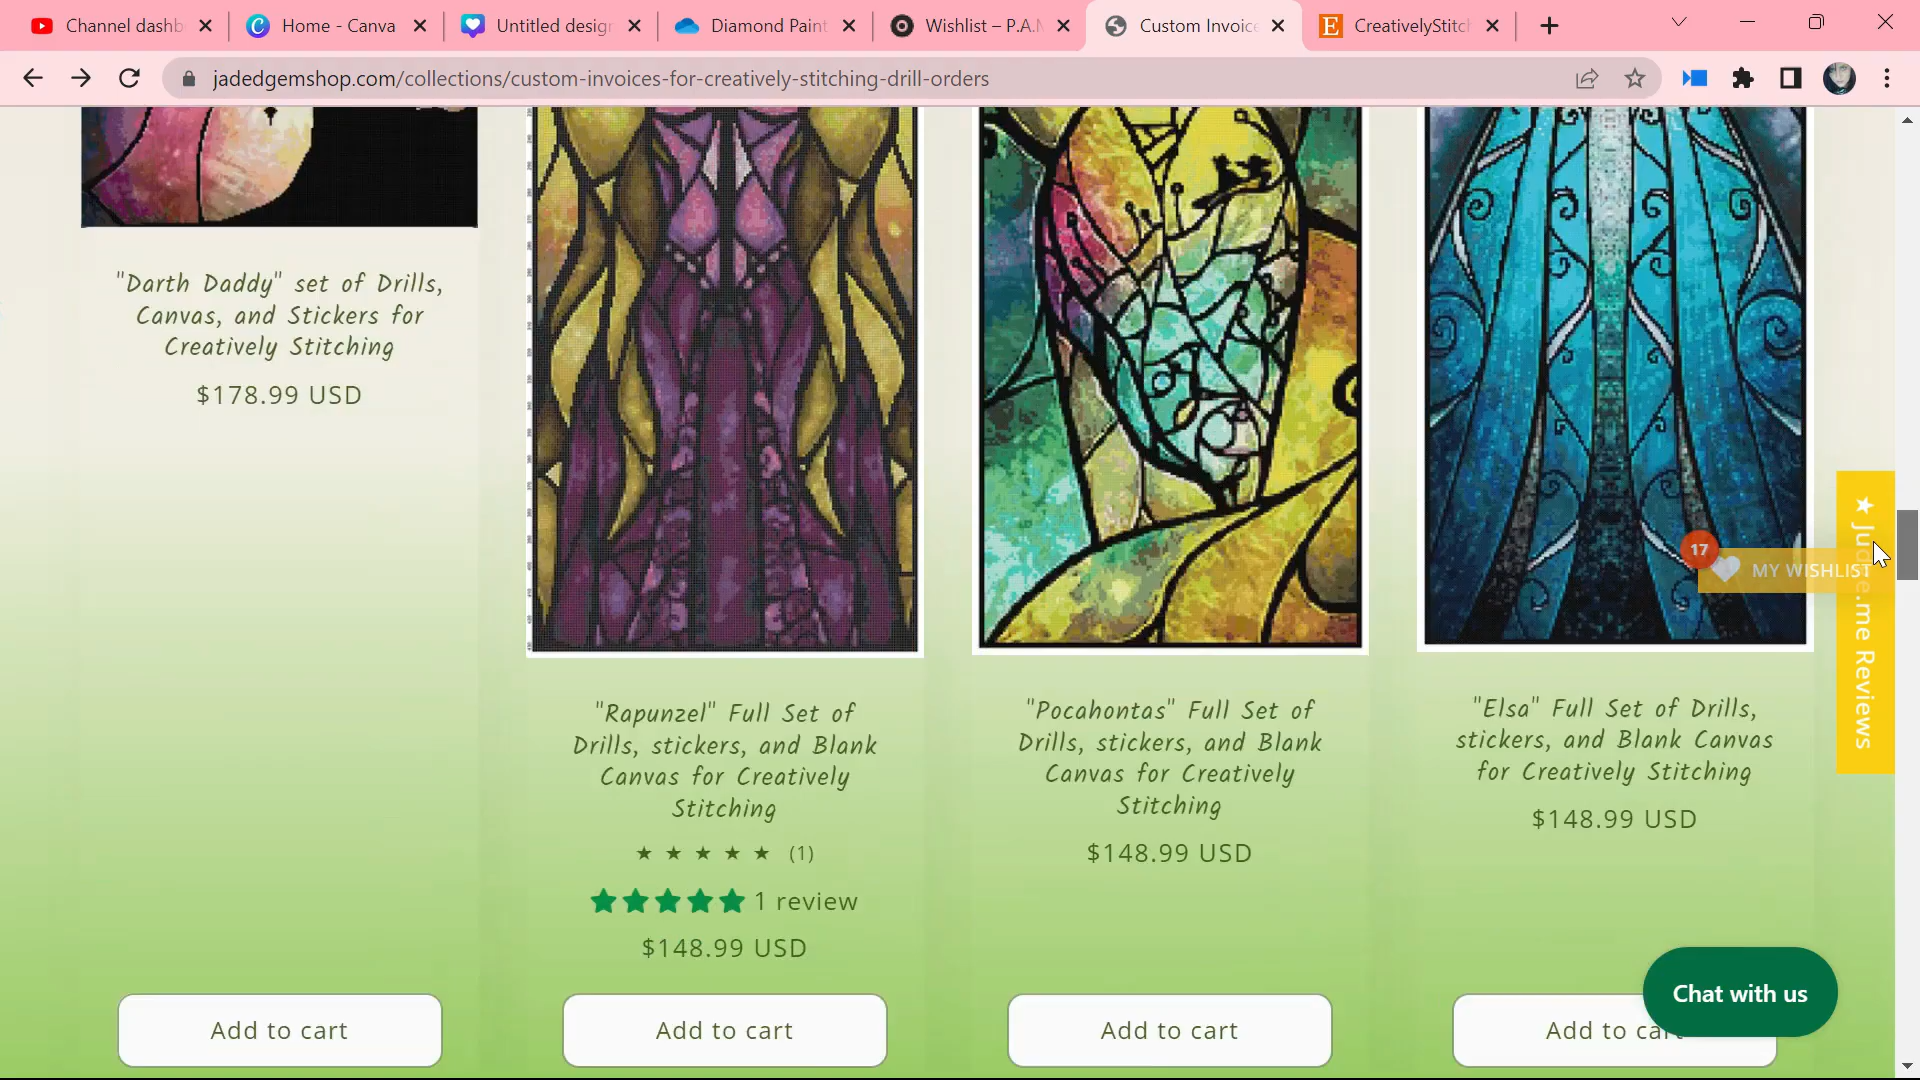 Channel dashb
Home - Canva
Untitled design
Diamond Paint
Wishlist – P.A.N
Custom Invoice
CreativelyStitch
jadedgemshop.com/collections/custom-invoices-for-creatively-stitching-drill-orders
"Darth Daddy" set of Drills,
Canvas, and Stickers for
Creatively Stitching
$178.99 USD
Add to cart
"Rapunzel" Full Set of
Drills, stickers, and Blank
Canvas for Creatively
Stitching
★ ★ ★ ★ ★ (1)
1 review
$148.99 USD
Add to cart
"Pocahontas" Full Set of
Drills, stickers, and Blank
Canvas for Creatively
Stitching
$148.99 USD
Add to cart
"Elsa" Full Set of Drills,
stickers, and Blank Canvas
for Creatively Stitching
$148.99 USD
Add to ca
17
MY WISHLIST
★ Judge.me Reviews
Chat with us